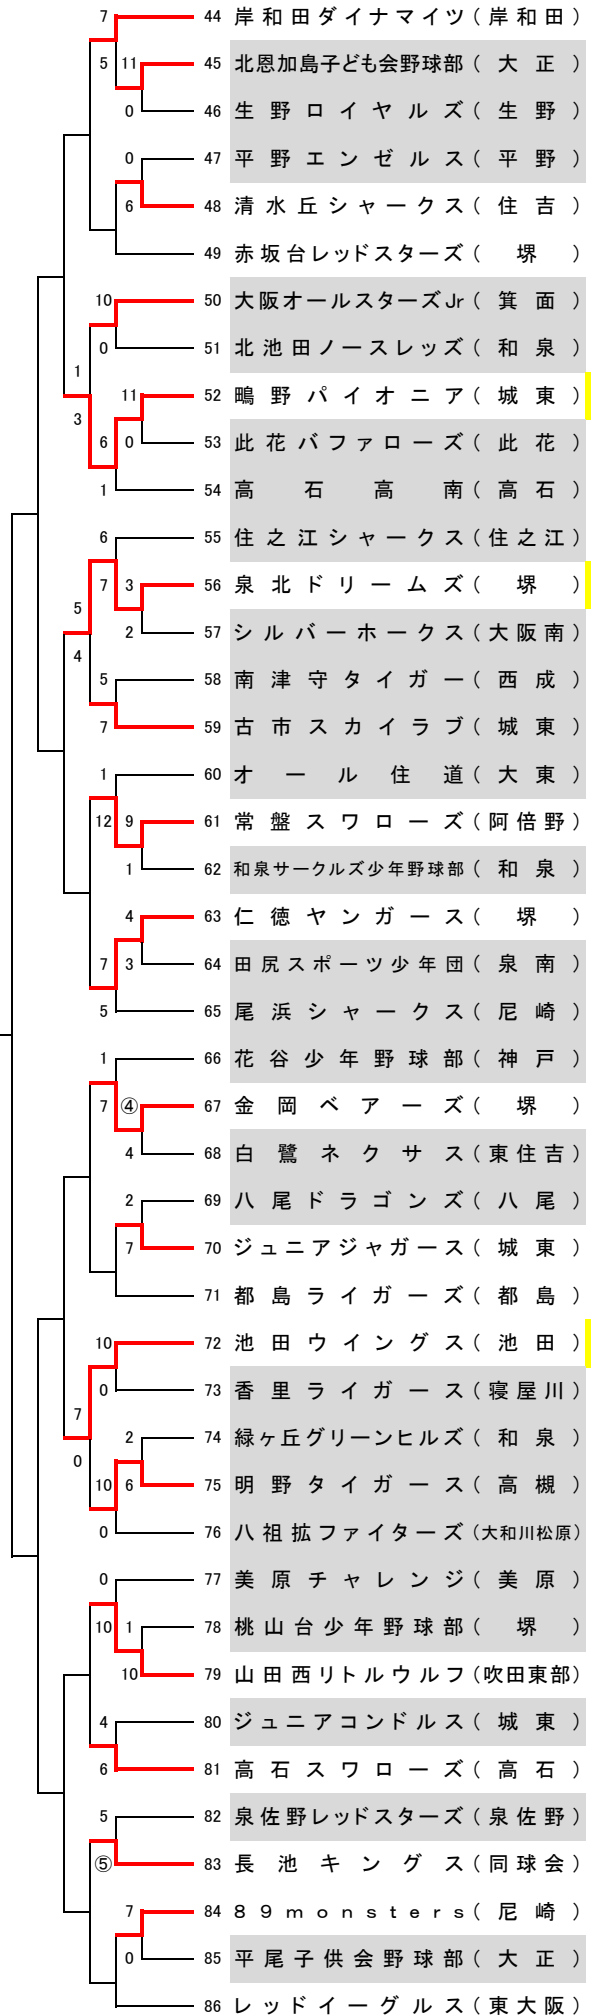 7 44 岸和田ダイナマイツ(岸和田)
5 11 45 北恩加島子ども会野球部(大正)
0 46 生野ロイヤルズ(生野)
0 47 平野エンゼルス(平野)
6 48 清水丘シャークス(住吉)
49 赤坂台レッドスターズ(堺)
10 50 大阪オールスターズJr(箕面)
0 51 北池田ノースレッズ(和泉)
1
11 52 鴫野パイオニア(城東)
3
6 0 53 此花バファローズ(此花)
1 54 高石高南(高石)
6 55 住之江シャークス(住之江)
7 3 56 泉北ドリームズ(堺)
5
2 57 シルバーホークス(大阪南)
4
5 58 南津守タイガー(西成)
7 59 古市スカイラブ(城東)
1 60 オール住道(大東)
12 9 61 常盤スワローズ(阿倍野)
1 62 和泉サークルズ少年野球部(和泉)
4 63 仁徳ヤンガース(堺)
7 3 64 田尻スポーツ少年団(泉南)
5 65 尾浜シャークス(尼崎)
1 66 花谷少年野球部(神戸)
7 ④ 67 金岡ベアーズ(堺)
4 68 白鷺ネクサス(東住吉)
2 69 八尾ドラゴンズ(八尾)
7 70 ジュニアジャガース(城東)
71 都島ライガーズ(都島)
10 72 池田ウイングス(池田)
0 73 香里ライガース(寝屋川)
7
2 74 緑ヶ丘グリーンヒルズ(和泉)
0
10 6 75 明野タイガース(高槻)
0 76 八祖拡ファイターズ(大和川松原)
0 77 美原チャレンジ(美原)
10 1 78 桃山台少年野球部(堺)
10 79 山田西リトルウルフ(吹田東部)
4 80 ジュニアコンドルス(城東)
6 81 高石スワローズ(高石)
5 82 泉佐野レッドスターズ(泉佐野)
⑤ 83 長池キングス(同球会)
7 84 89monsters(尼崎)
0 85 平尾子供会野球部(大正)
86 レッドイーグルス(東大阪)